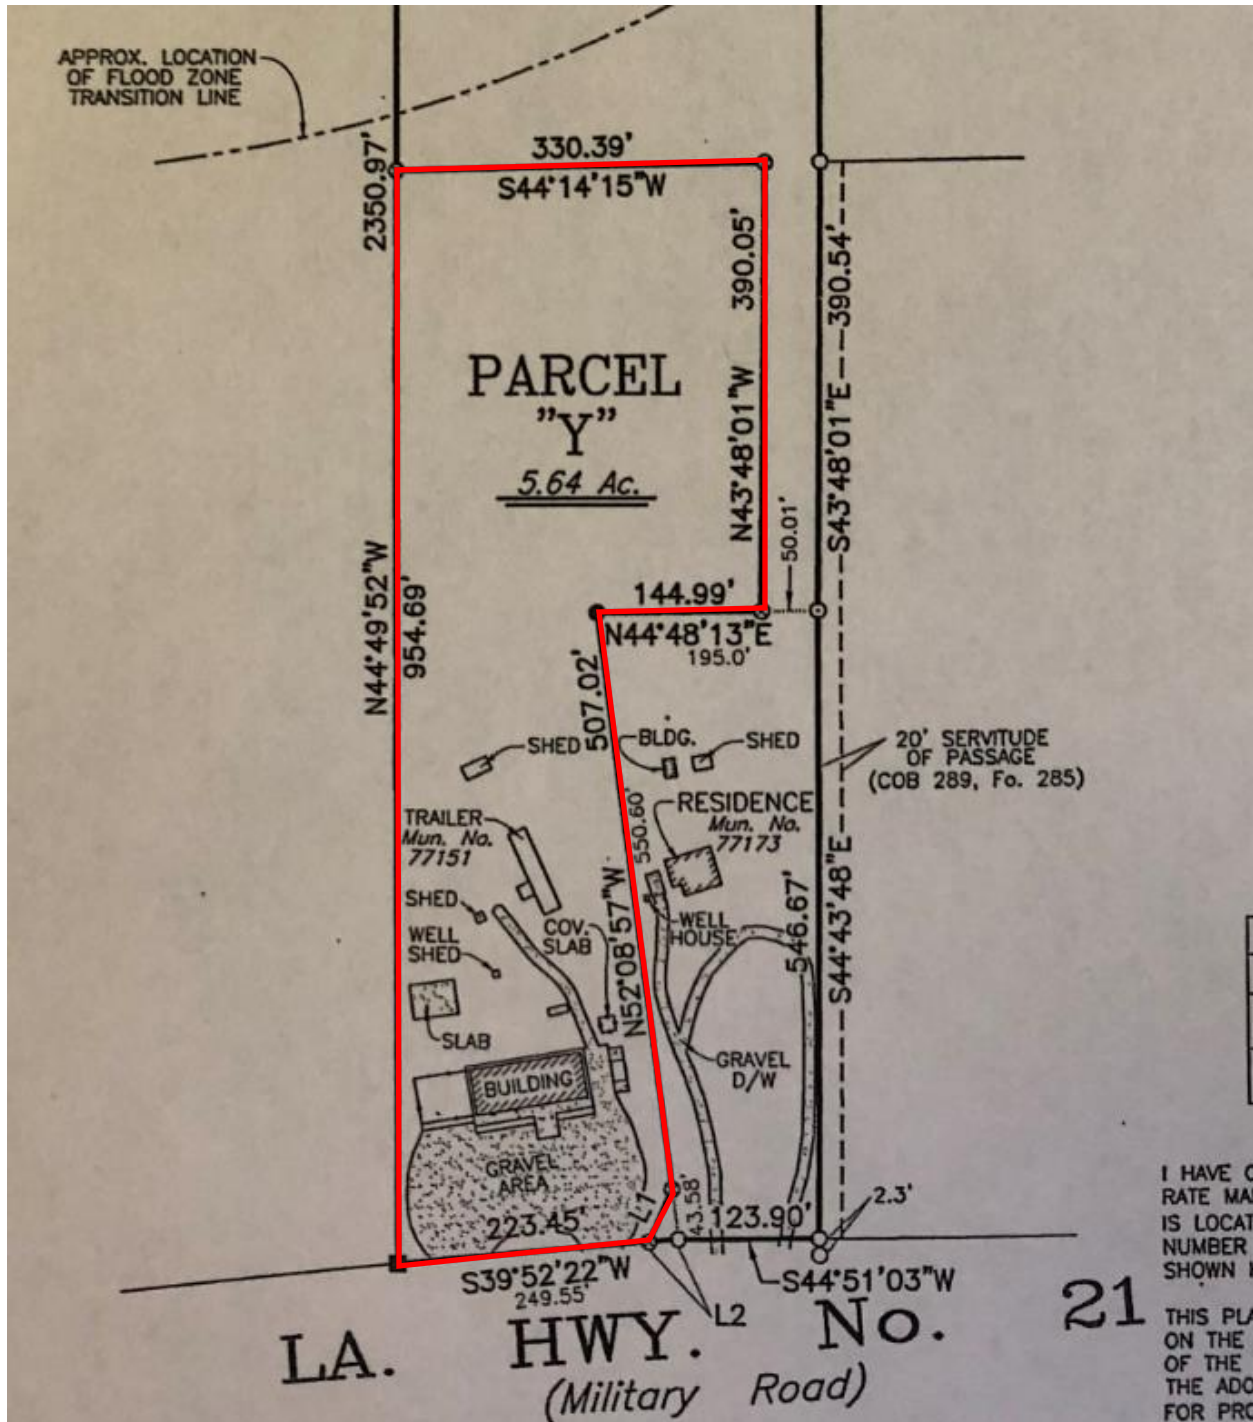 APPROX. LOCATION
OF FLOOD ZONE
TRANSITION LINE
2350.97'
330.39'
S44°14'15"W
390.05'
N43°48'01"W
390.54'
S43°48'01"E
PARCEL
"Y"
5.64 Ac.
50.01'
144.99'
N44°48'13"E
195.0'
N44°49'52"W
954.69'
507.02'
SHED
BLDG.
SHED
20' SERVITUDE
OF PASSAGE
(COB 289, Fo. 285)
TRAILER
Mun. No.
77151
550.60'
RESIDENCE
Mun. No.
77173
SHED
WELL
SHED
COV.
SLAB
N52°08'57"W
WELL
HOUSE
546.67'
S44°43'48"E
SLAB
BUILDING
GRAVEL
D/W
GRAVEL
AREA
223.45'
L1
43.58'
123.90'
2.3'
S39°52'22"W
249.55'
S44°51'03"W
L2
LA. HWY. No. 21
(Military Road)
I HAVE
RATE
IS LOCAT
NUMBER
SHOWN
THIS
ON THE
OF THE
THE ADO
FOR PRO